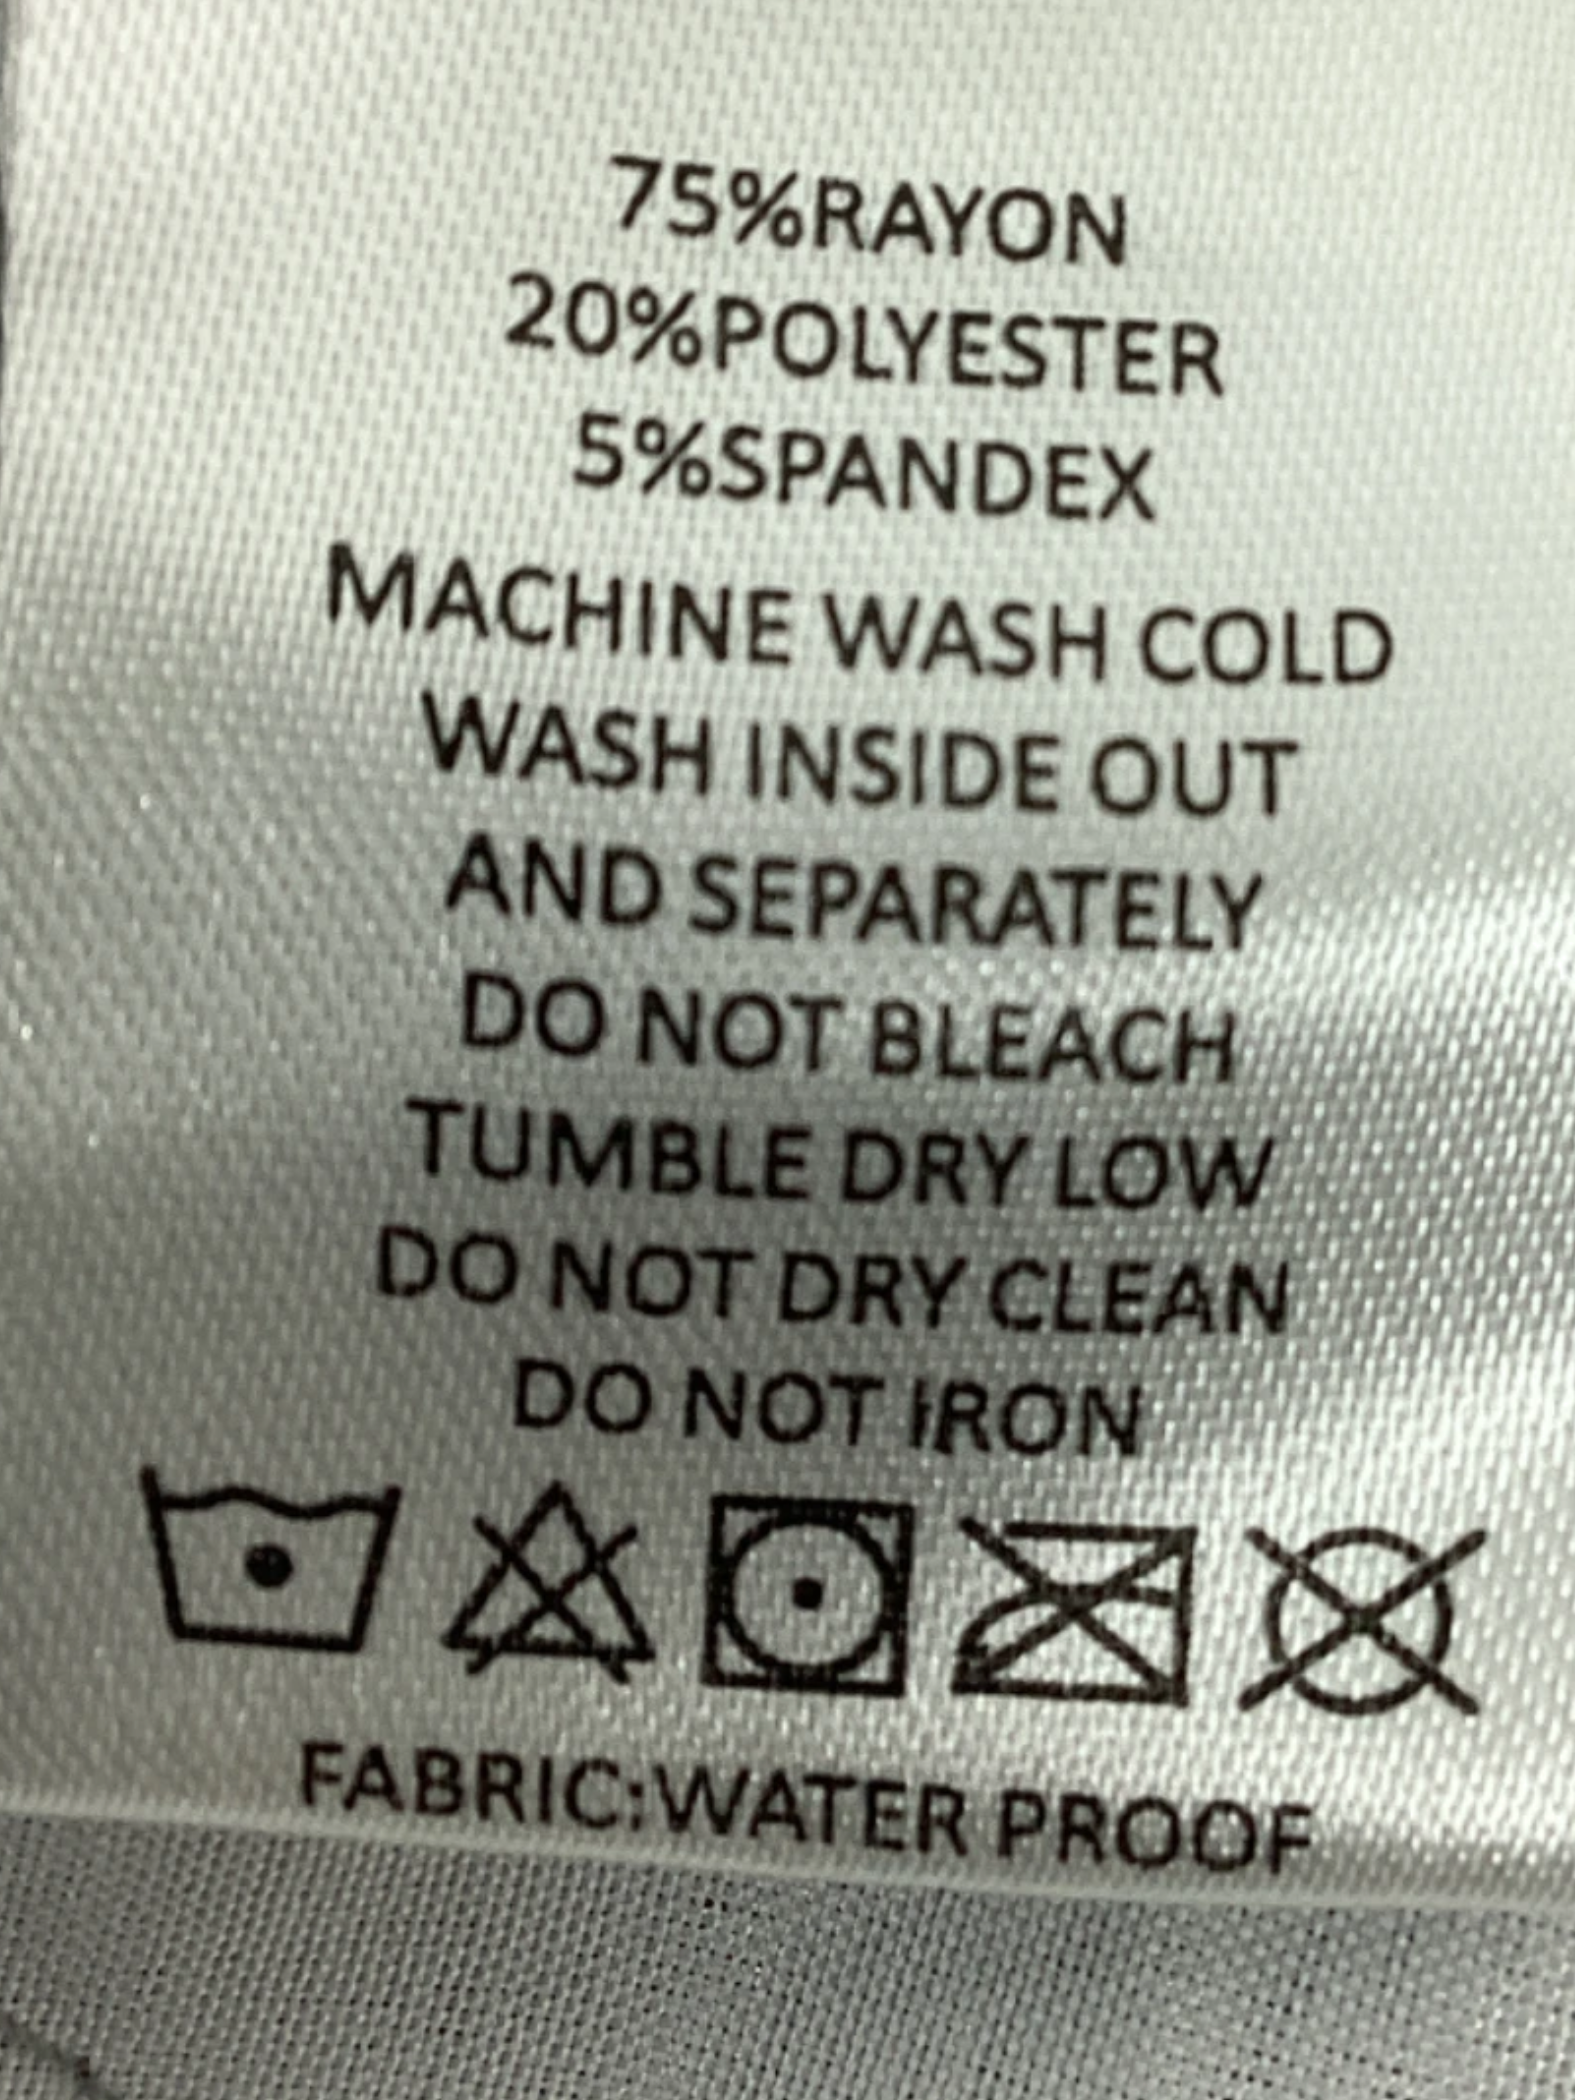 75%RAYON
20%POLYESTER
5%SPANDEX
MACHINE WASH COLD
WASH INSIDE OUT
AND SEPARATELY
DO NOT BLEACH
TUMBLE DRY LOW
DO NOT DRY CLEAN
DO NOT IRON
FABRIC:WATER PROOF